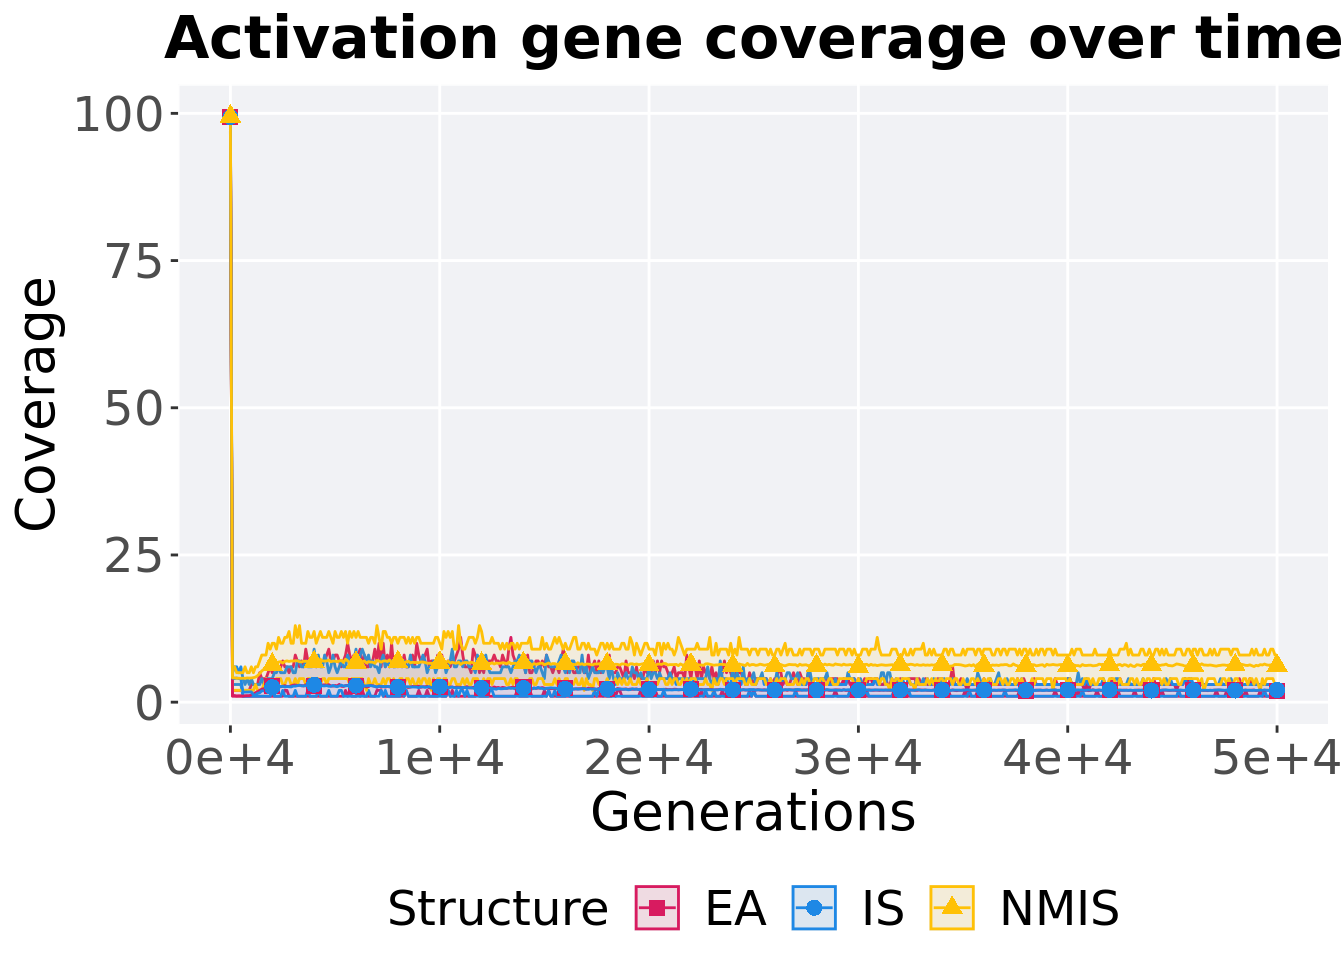 Activation gene coverage over time
Coverage
100
75
50
25
0
0e+4 1e+4 2e+4 3e+4 4e+4 5e+4
Generations
Structure EA IS NMIS